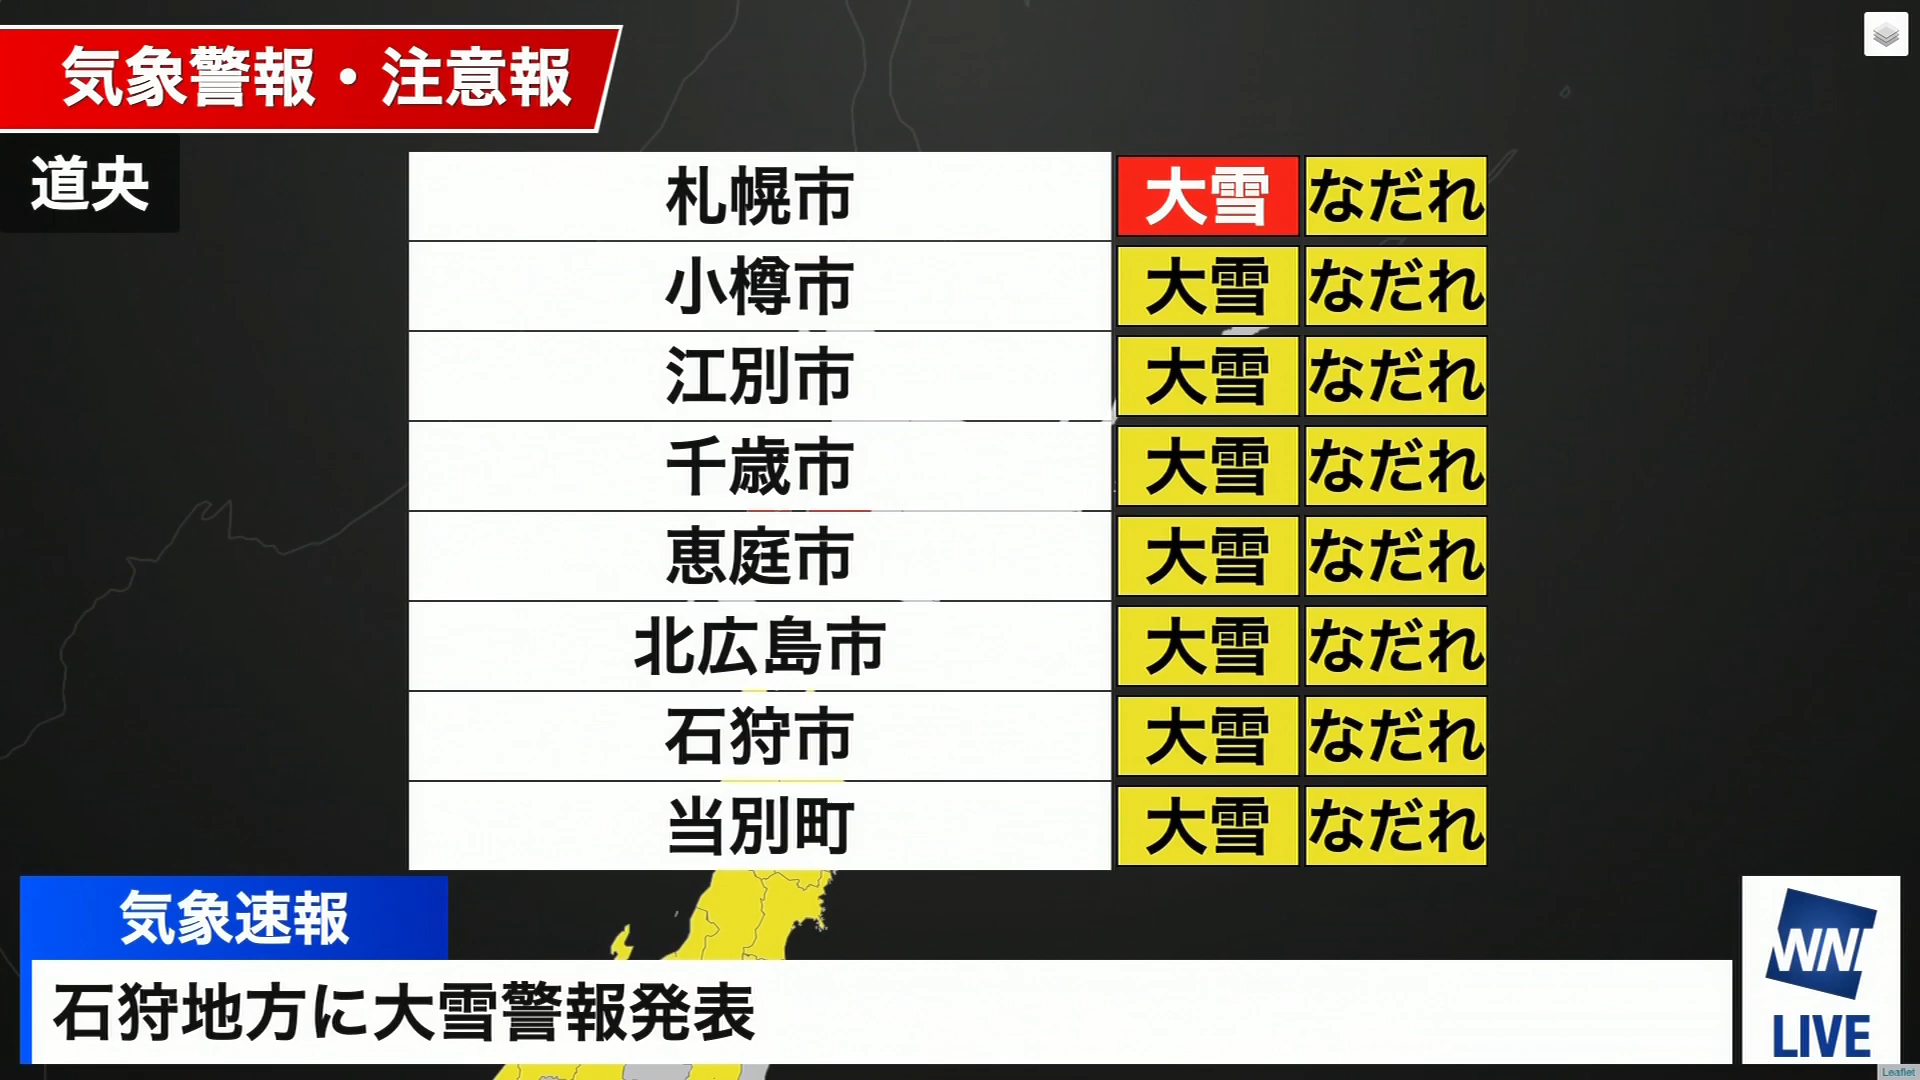 気象警報・注意報
道央
札幌市 大雪 なだれ
小樽市 大雪 なだれ
江別市 大雪 なだれ
千歳市 大雪 なだれ
恵庭市 大雪 なだれ
北広島市 大雪 なだれ
石狩市 大雪 なだれ
当別町 大雪 なだれ
気象速報
石狩地方に大雪警報発表
WNI
LIVE
Leaflet